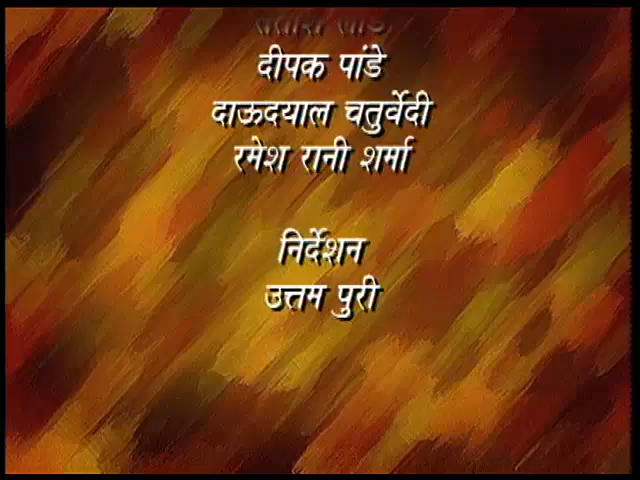 दीपक पांडे
दाऊदयाल चतुर्वेदी
रमेश रानी शर्मा
निर्देशन
उत्तम पुरी